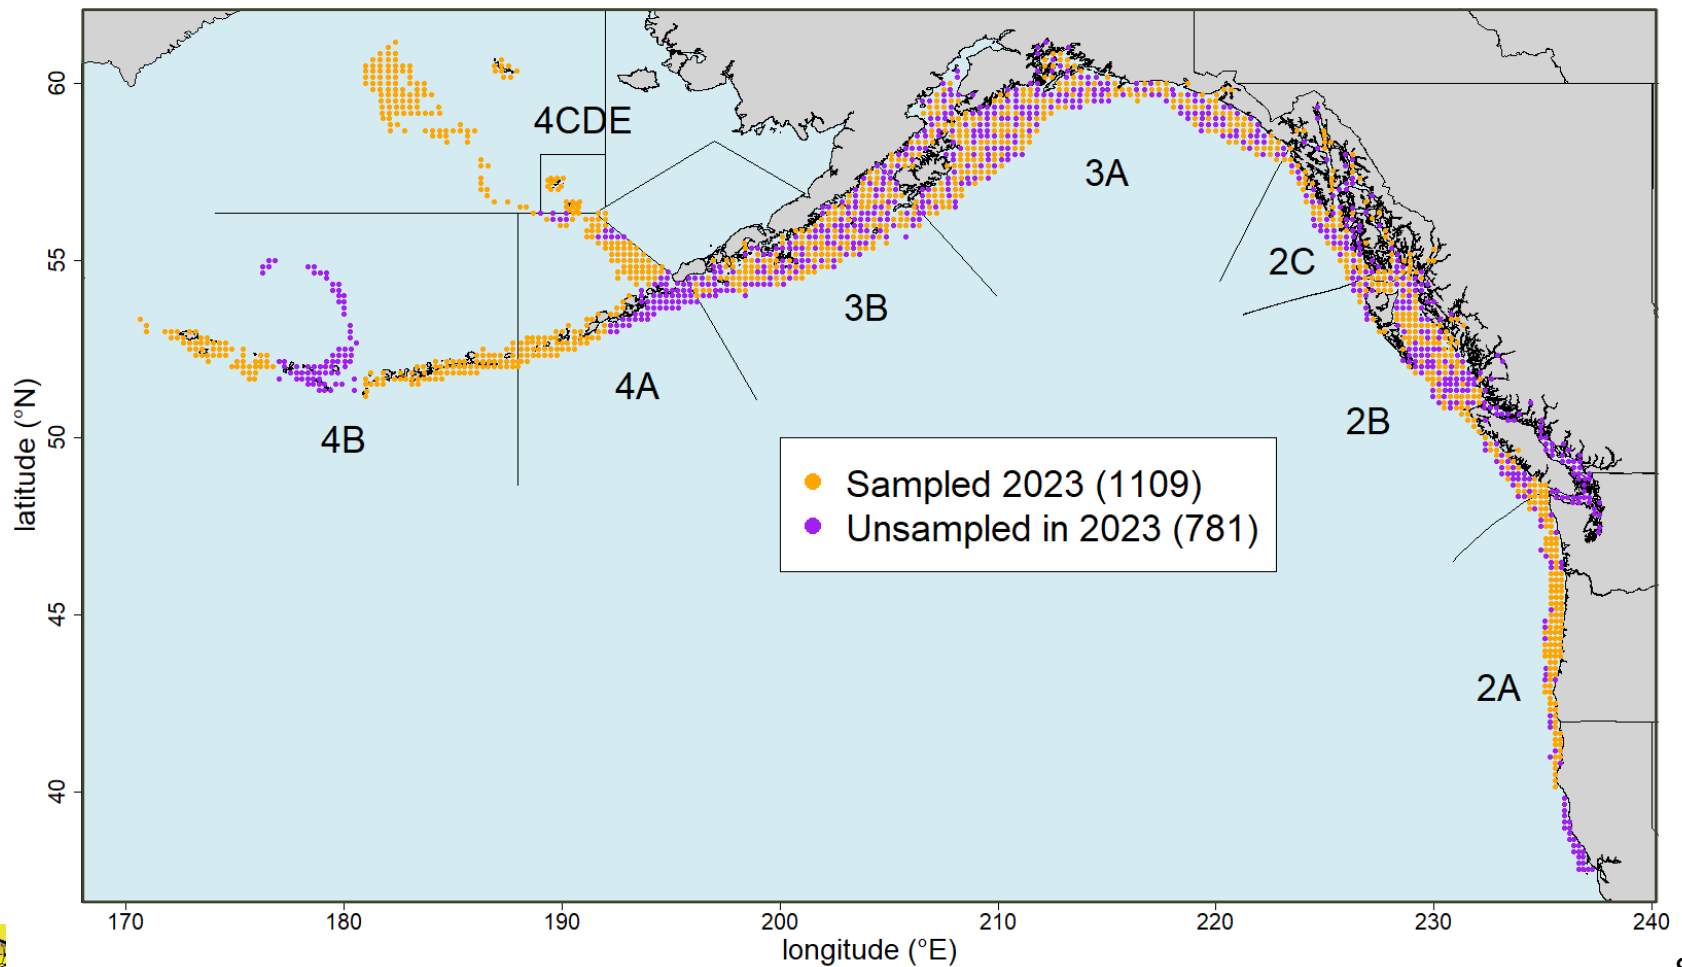 60
55
50
45
40
latitude (°N)
4CDE
3A
2C
3B
4A
2B
4B
Sampled 2023 (1109)
Unsampled in 2023 (781)
2A
170
180
190
200
210
220
230
240
longitude (°E)